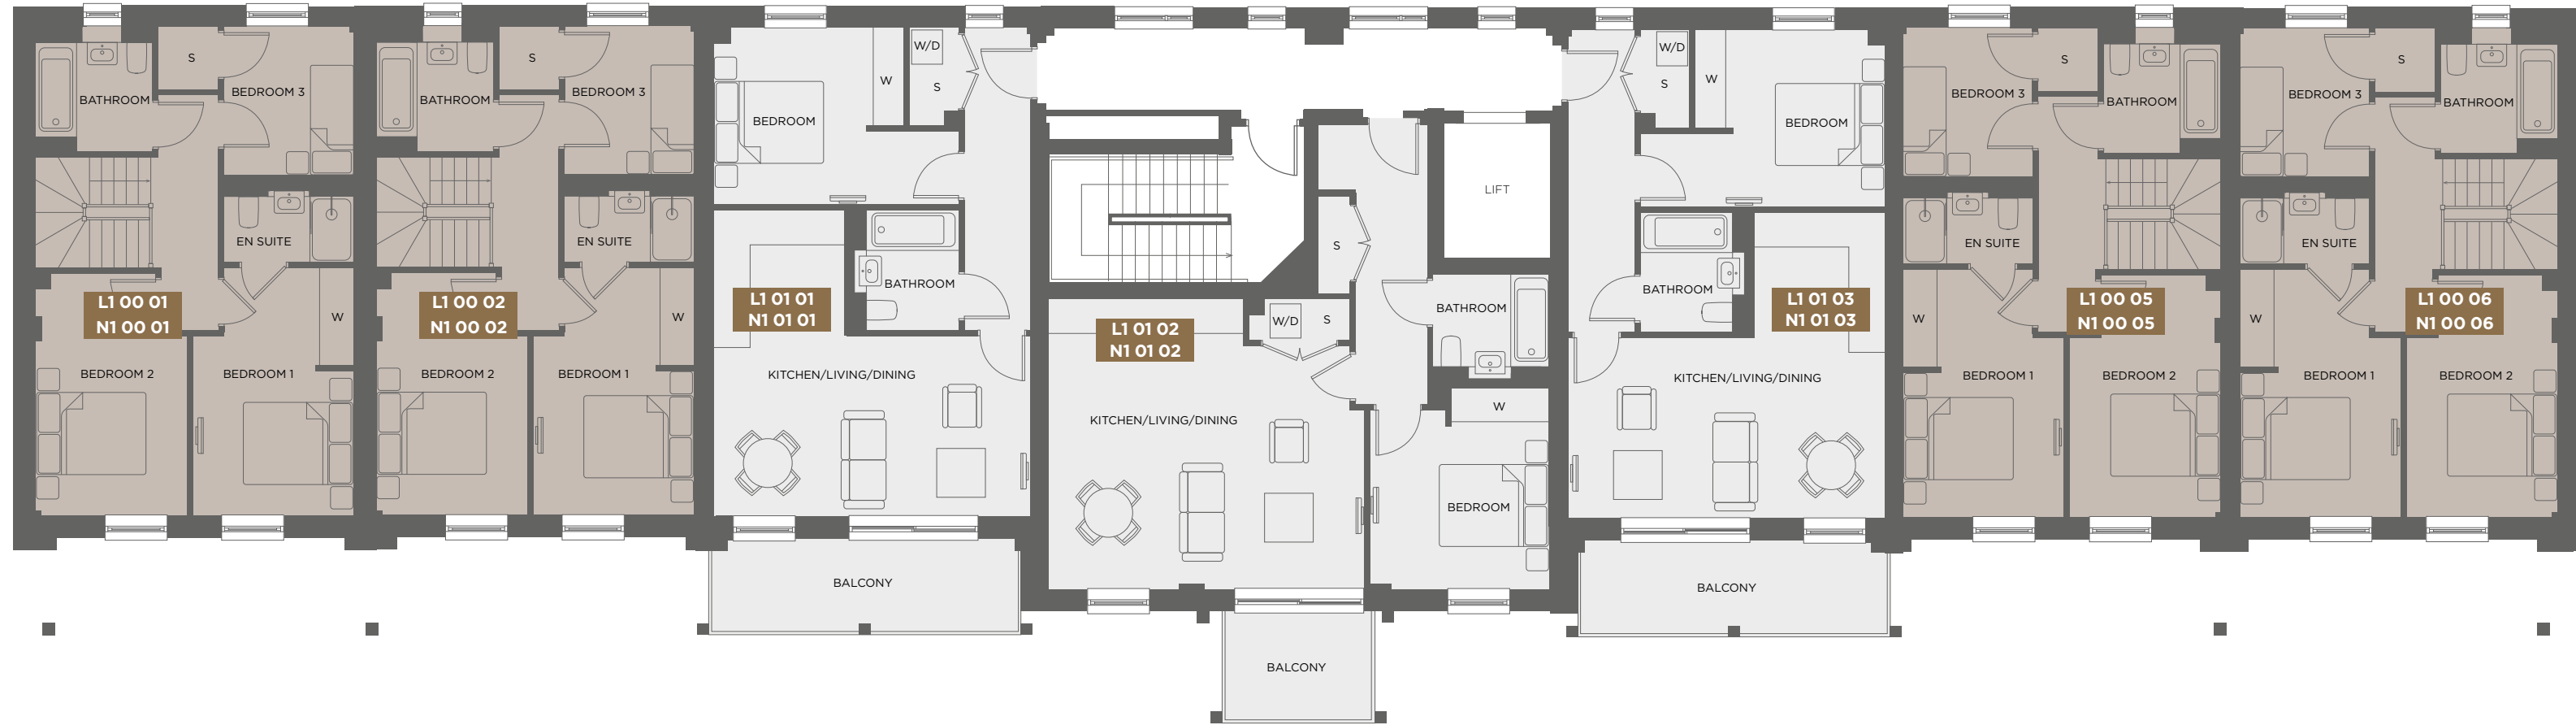 BATHROOM
S
BEDROOM 3
EN SUITE
L1 00 01
N1 00 01
W
BEDROOM 2
BEDROOM 1
BATHROOM
S
BEDROOM 3
EN SUITE
L1 00 02
N1 00 02
W
BEDROOM 2
BEDROOM 1
BEDROOM
W
W/D
S
BATHROOM
L1 01 01
N1 01 01
KITCHEN/LIVING/DINING
BALCONY
LIFT
S
W/D
S
BATHROOM
L1 01 02
N1 01 02
KITCHEN/LIVING/DINING
W
BEDROOM
BALCONY
W/D
S
W
BEDROOM
BATHROOM
L1 01 03
N1 01 03
KITCHEN/LIVING/DINING
BALCONY
BEDROOM 3
S
BATHROOM
EN SUITE
L1 00 05
N1 00 05
W
BEDROOM 1
BEDROOM 2
BEDROOM 3
S
BATHROOM
EN SUITE
L1 00 06
N1 00 06
W
BEDROOM 1
BEDROOM 2